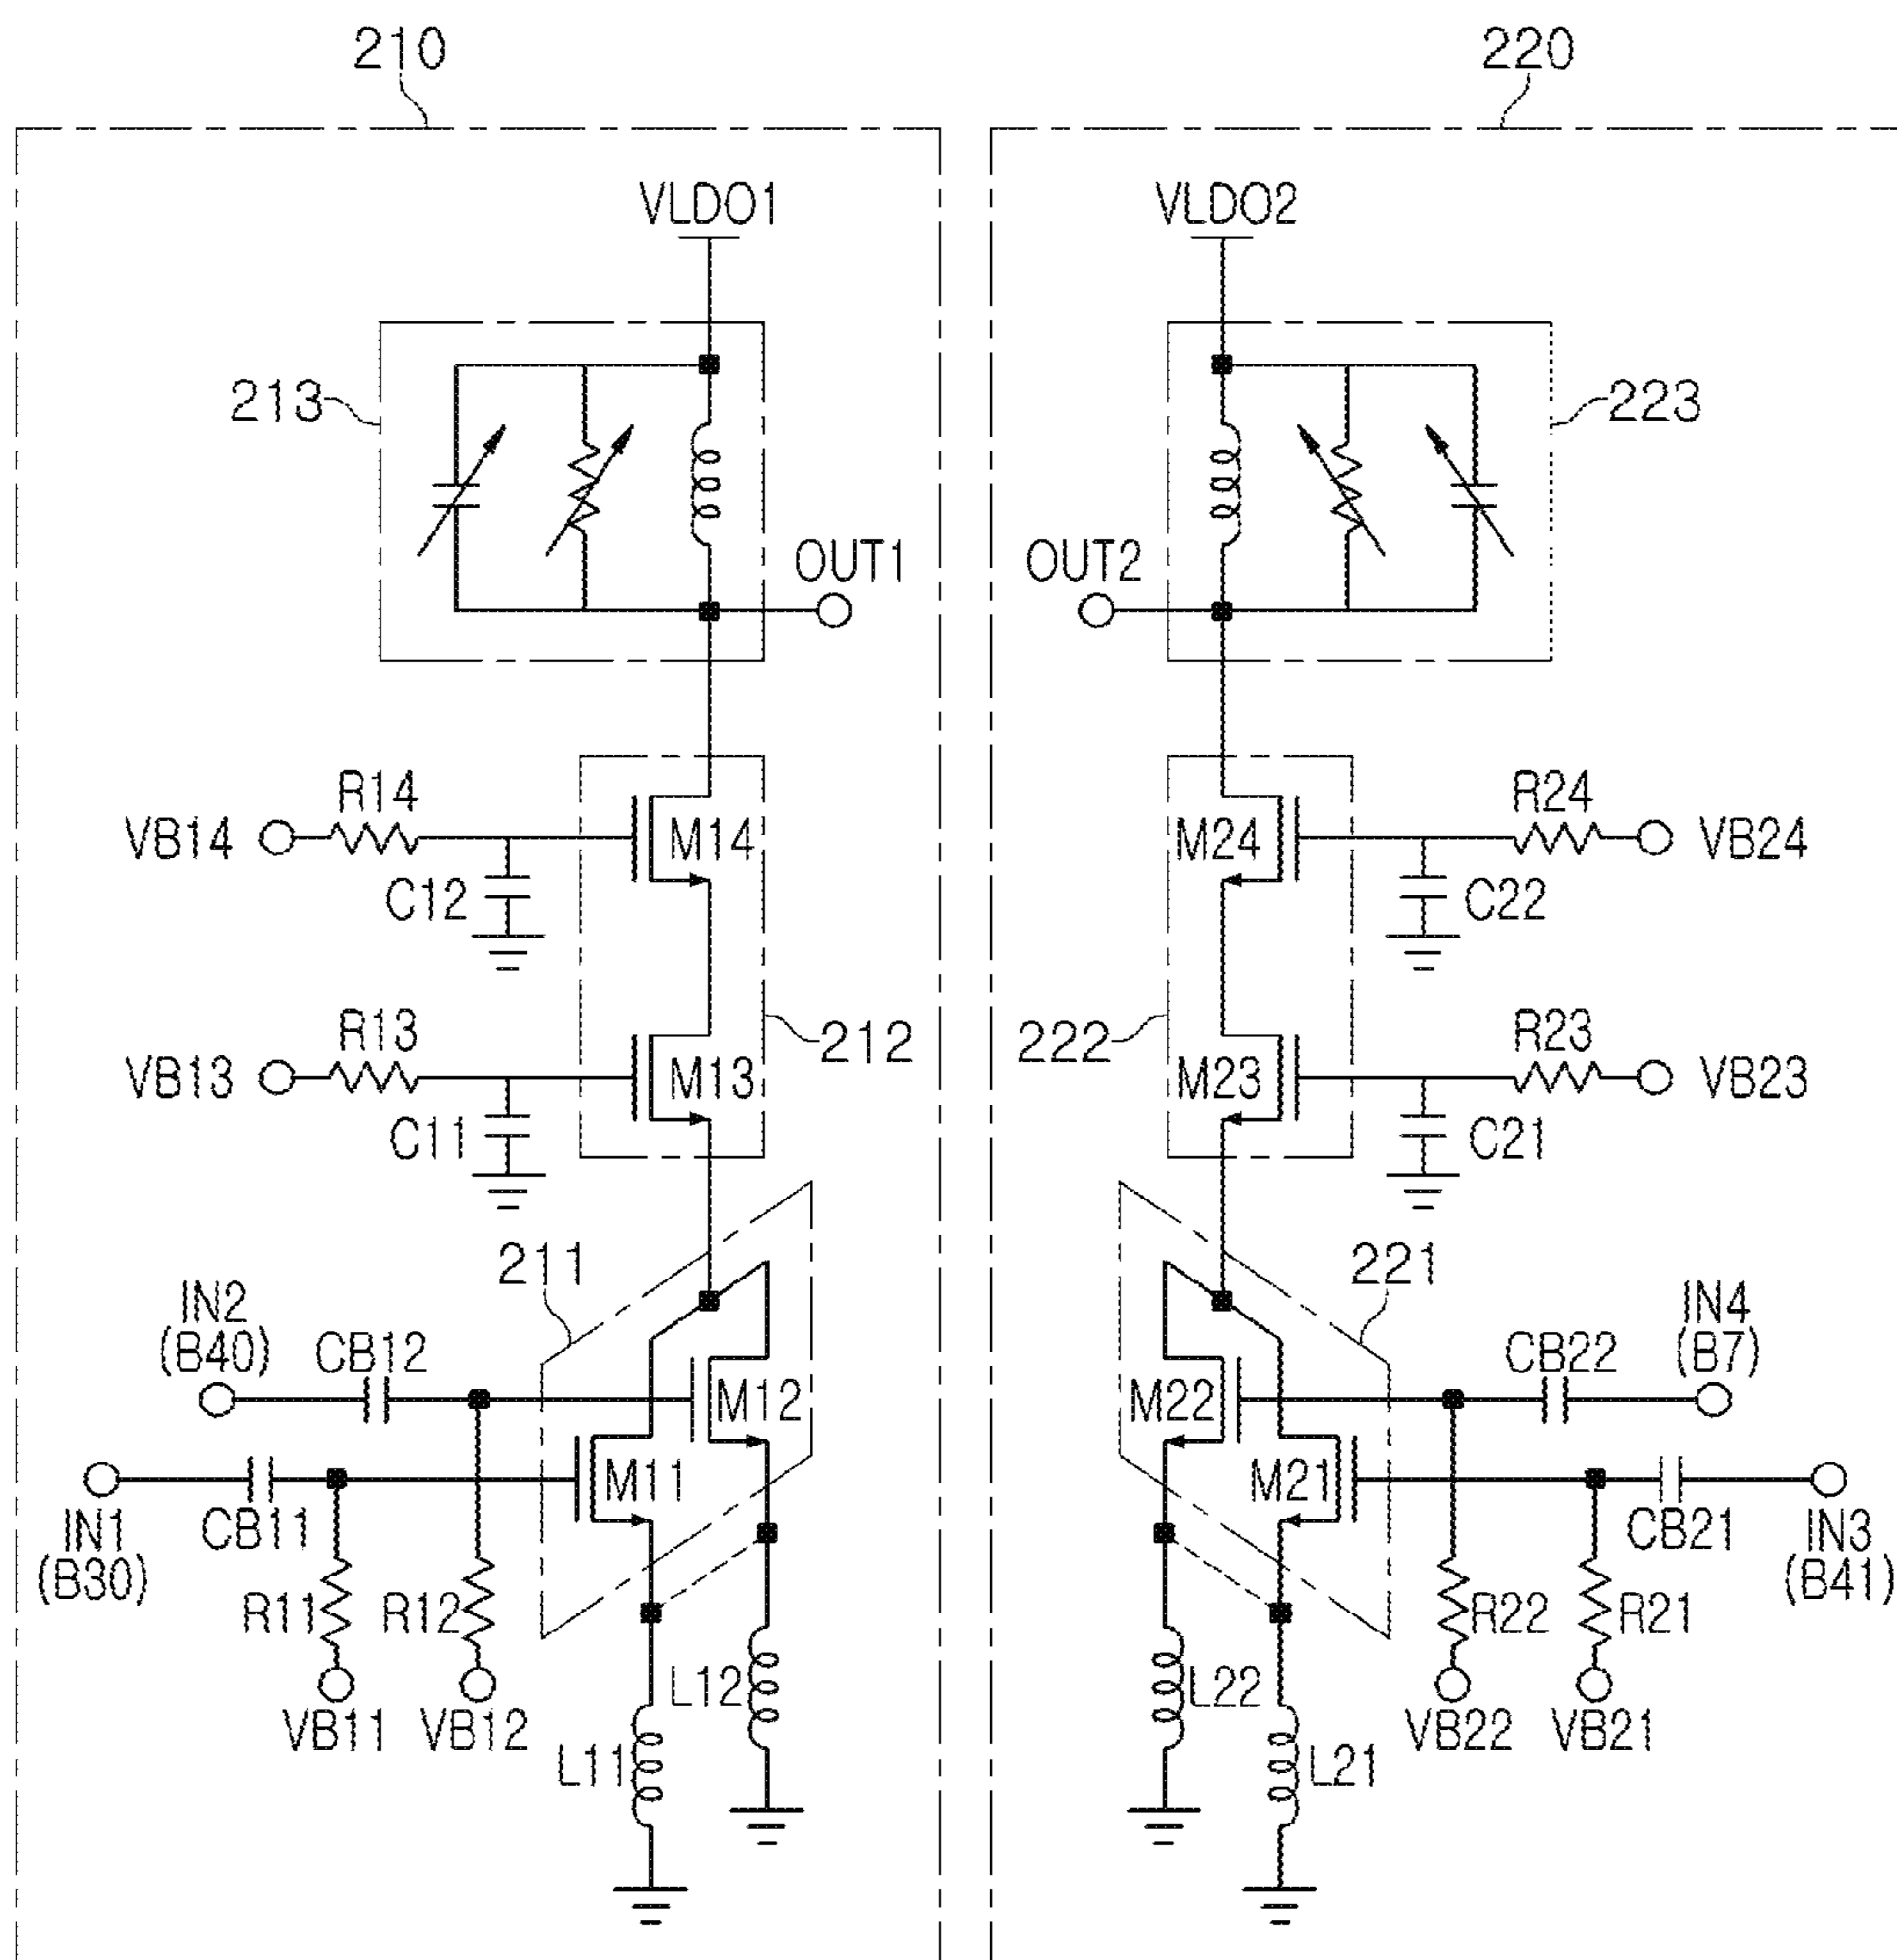 210
220
VLDO1
VLDO2
213
223
OUT1
OUT2
R14
R24
VB14
M14
M24
VB24
C12
C22
R13
212
222
R23
VB13
M13
M23
VB23
C11
C21
211
221
IN2
(B40)
CB12
M12
M22
CB22
IN4
(B7)
IN1
(B30)
CB11
M11
M21
CB21
IN3
(B41)
R11
R12
R22
R21
VB11
VB12
L12
L22
VB22
VB21
L11
L21